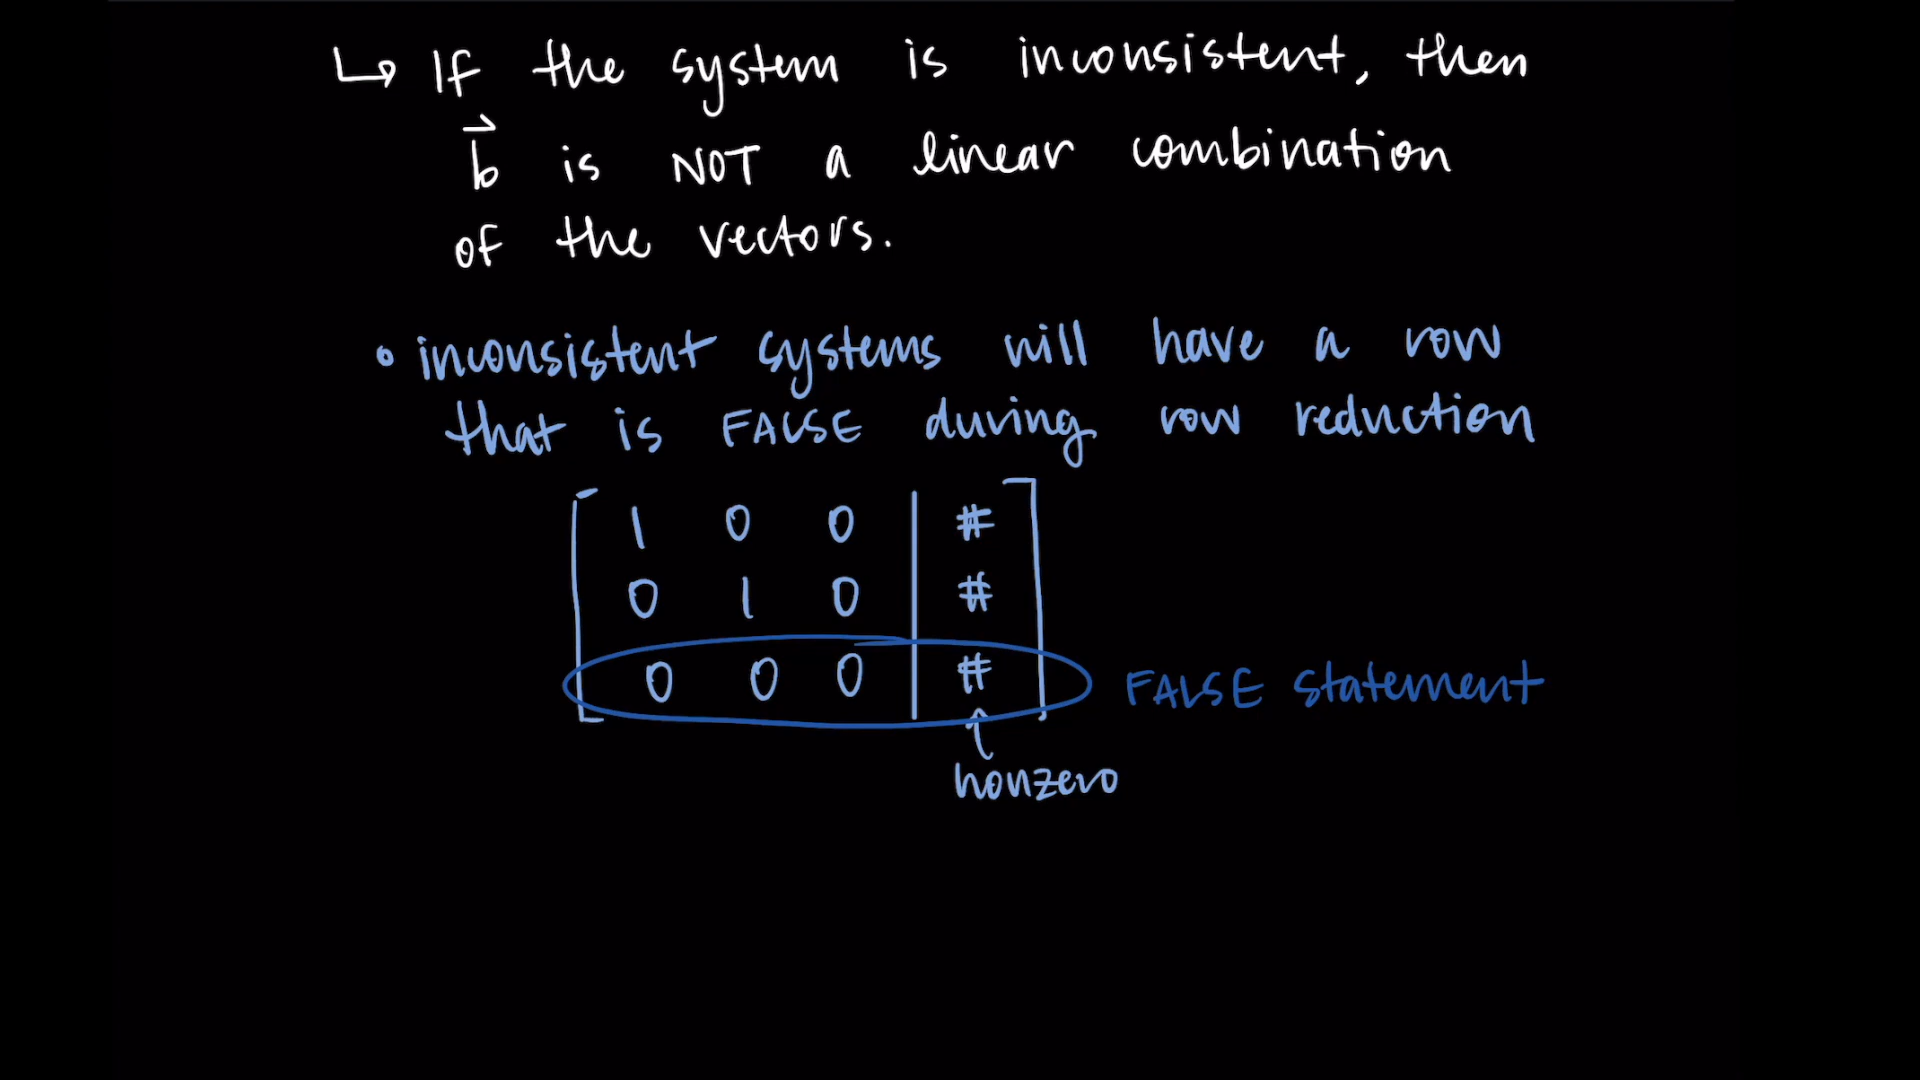 ↳ If the system is inconsistent, then
b⃗ is NOT a linear combination
of the vectors.
• inconsistent systems will have a row
that is FALSE during row reduction
1 0 0 | #
0 1 0 | #
0 0 0 | # FALSE statement
nonzero